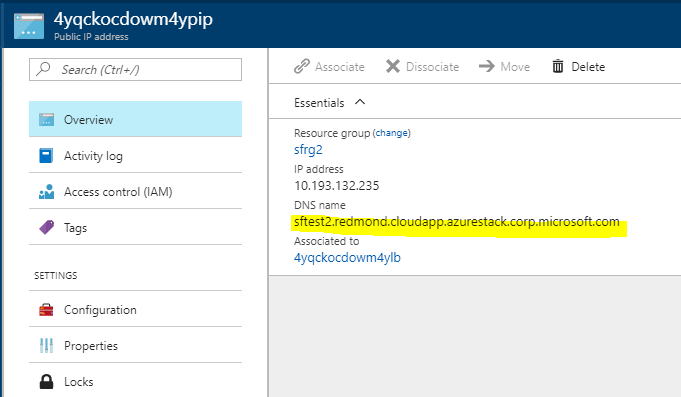 4yqckocdowm4ypip
Public IP address
Search (Ctrl+/)
Overview
Activity log
Access control (IAM)
Tags
SETTINGS
Configuration
Properties
Locks
Associate Dissociate Move Delete
Essentials
Resource group (change)
sfrg2
IP address
10.193.132.235
DNS name
sftest2.redmond.cloudapp.azurestack.corp.microsoft.com
Associated to
4yqckocdowm4ylb